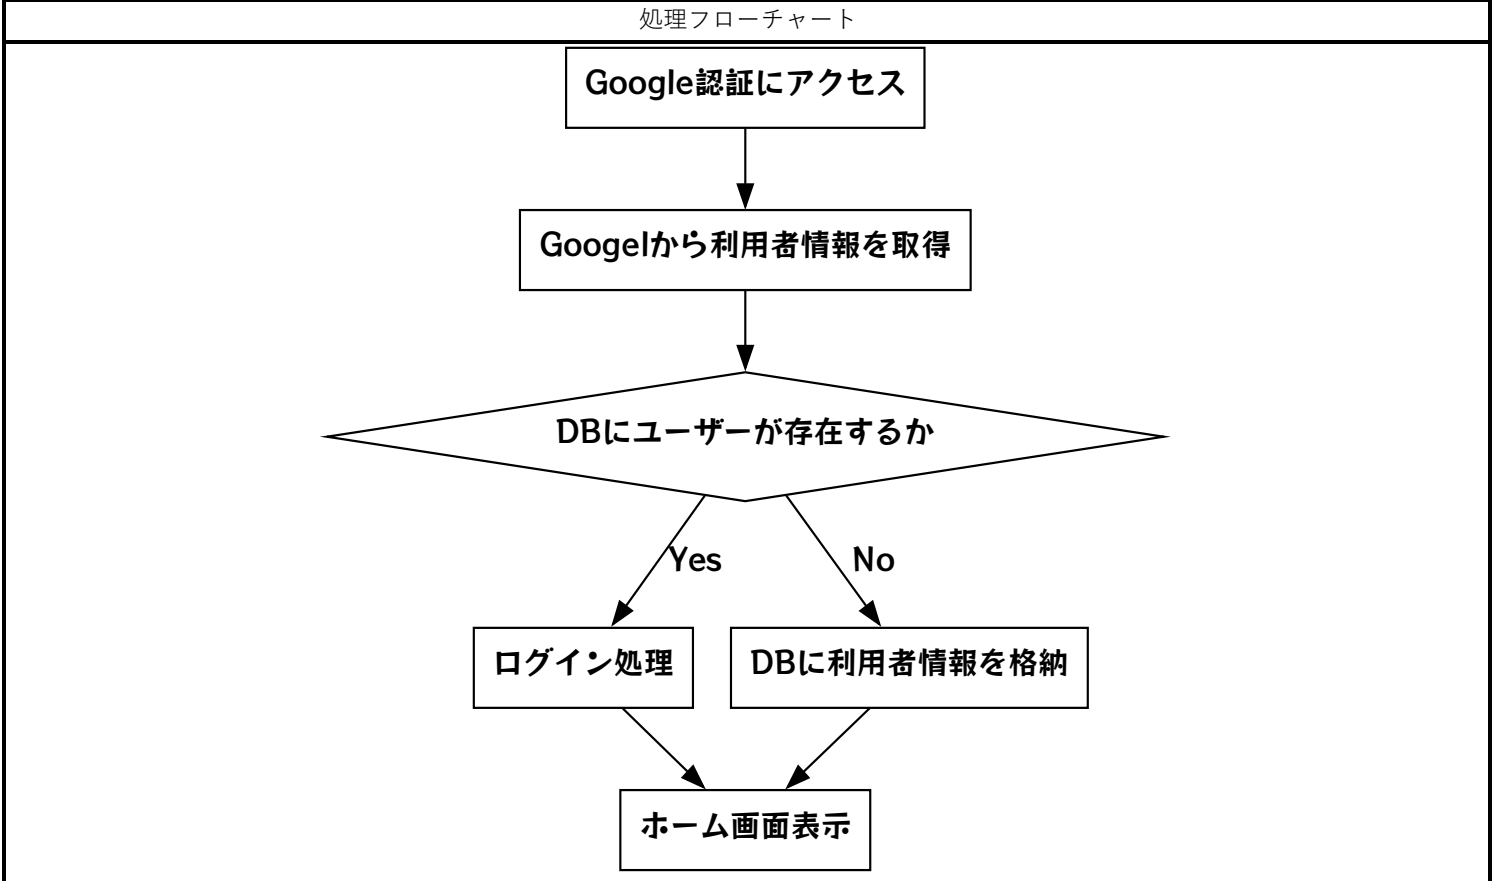 処理フローチャート
Google認証にアクセス
Googelから利用者情報を取得
DBにユーザーが存在するか
Yes
No
ログイン処理
DBに利用者情報を格納
ホーム画面表示